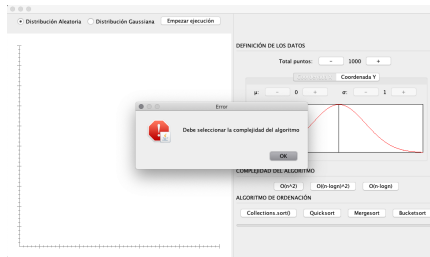 Distribución Aleatoria Distribución Gaussiana Empezar ejecución
DEFINICIÓN DE LOS DATOS
Total puntos: - 1000 +
Coordenada Y
μ: - 0 + σ: - 1 +
Error
Debe seleccionar la complejidad del algoritmo
OK
COMPLEJIDAD DEL ALGORITMO
O(n^2) O((n·logn)^2) O(n·logn)
ALGORITMO DE ORDENACIÓN
Collections.sort() Quicksort Mergesort Bucketsort